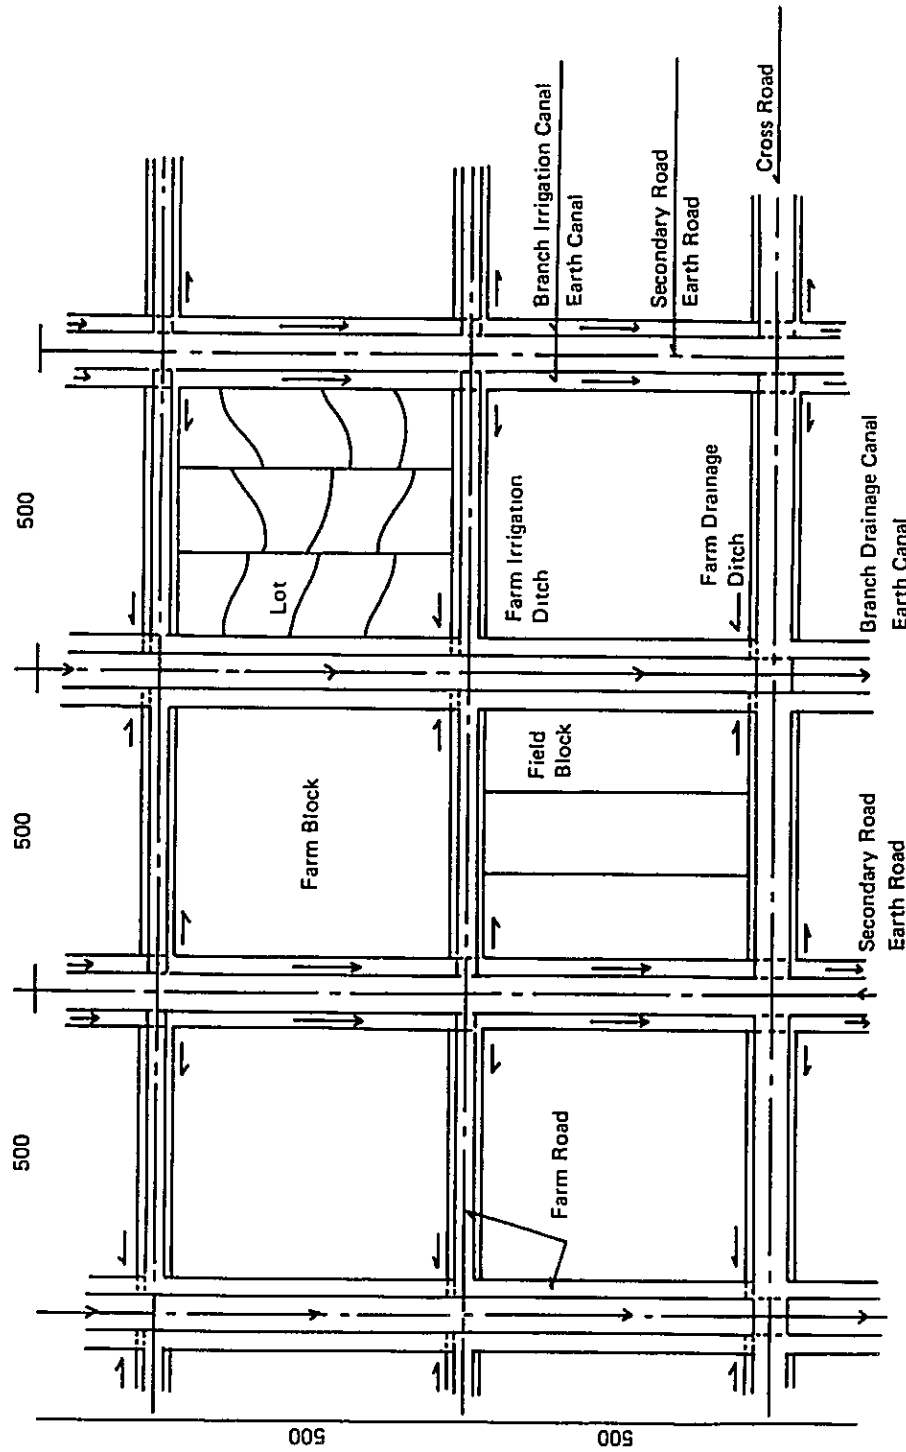 500
500
500
500
500
Branch Irrigation Canal
Earth Canal
Secondary Road
Earth Road
Cross Road
Lot
Farm Irrigation
Ditch
Farm Drainage
Ditch
Branch Drainage Canal
Earth Canal
Farm Block
Field
Block
Secondary Road
Earth Road
Farm Road